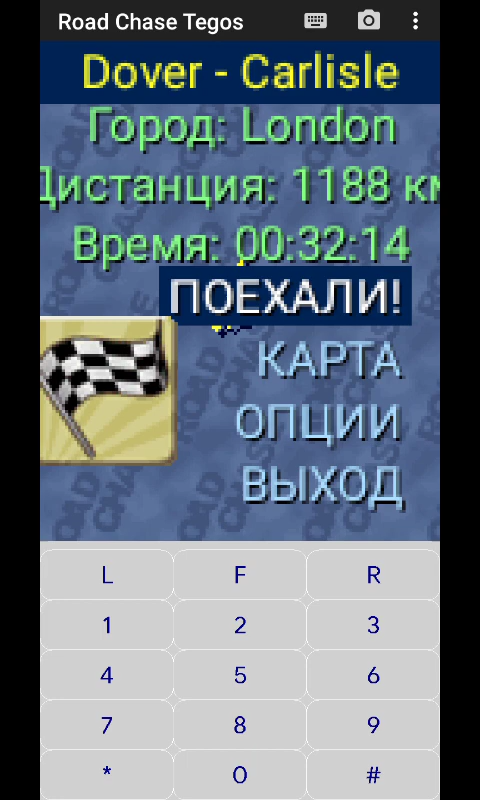 Road Chase Tegos
Dover - Carlisle
Город: London
Дистанция: 1188 км
Время: 00:32:14
ПОЕХАЛИ!
КАРТА
ОПЦИИ
ВЫХОД
L F R
1 2 3
4 5 6
7 8 9
* 0 #